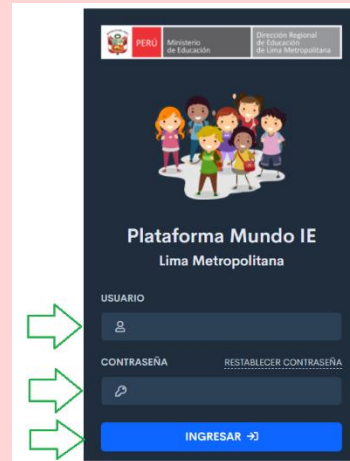 PERÚ
Ministerio
de Educación
Dirección Regional
de Educación
de Lima Metropolitana
Plataforma Mundo IE
Lima Metropolitana
USUARIO
CONTRASEÑA RESTABLECER CONTRASEÑA
INGRESAR